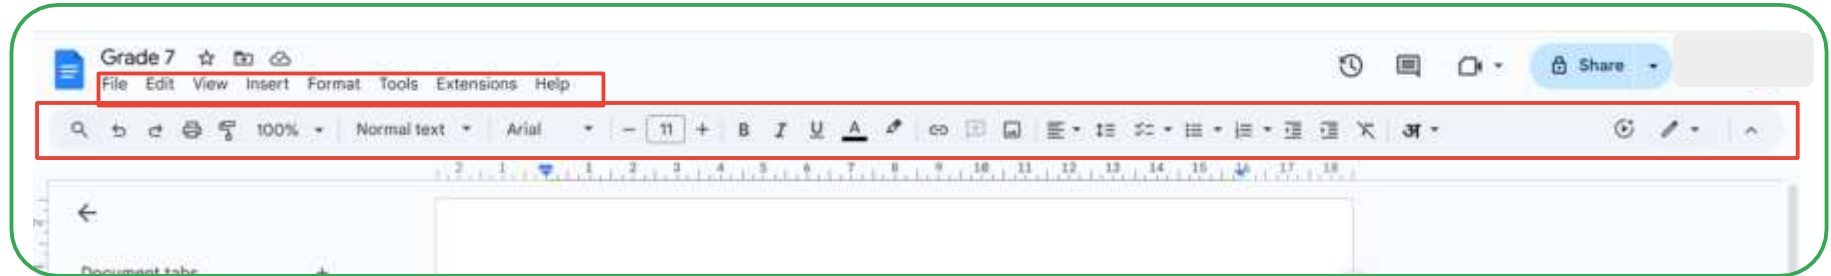 Grade 7
File Edit View Insert Format Tools Extensions Help
Share
100% Normal text Arial − 11 + B I U A अ
2 1 1 2 3 4 5 6 7 8 9 10 11 12 13 14 15 16 17 18
Document tabs +